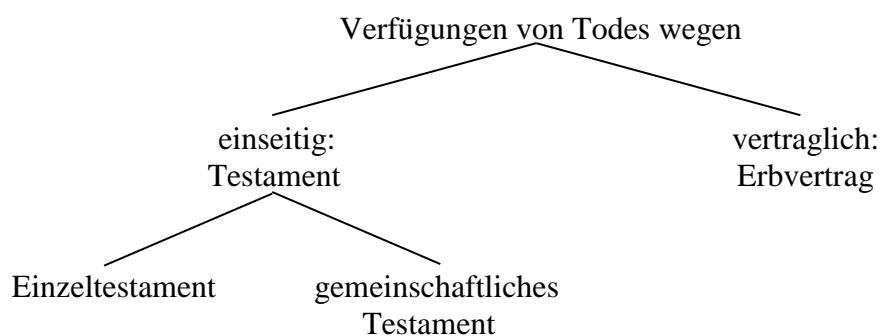 Verfügungen von Todes wegen
einseitig:
Testament
vertraglich:
Erbvertrag
Einzeltestament
gemeinschaftliches
Testament